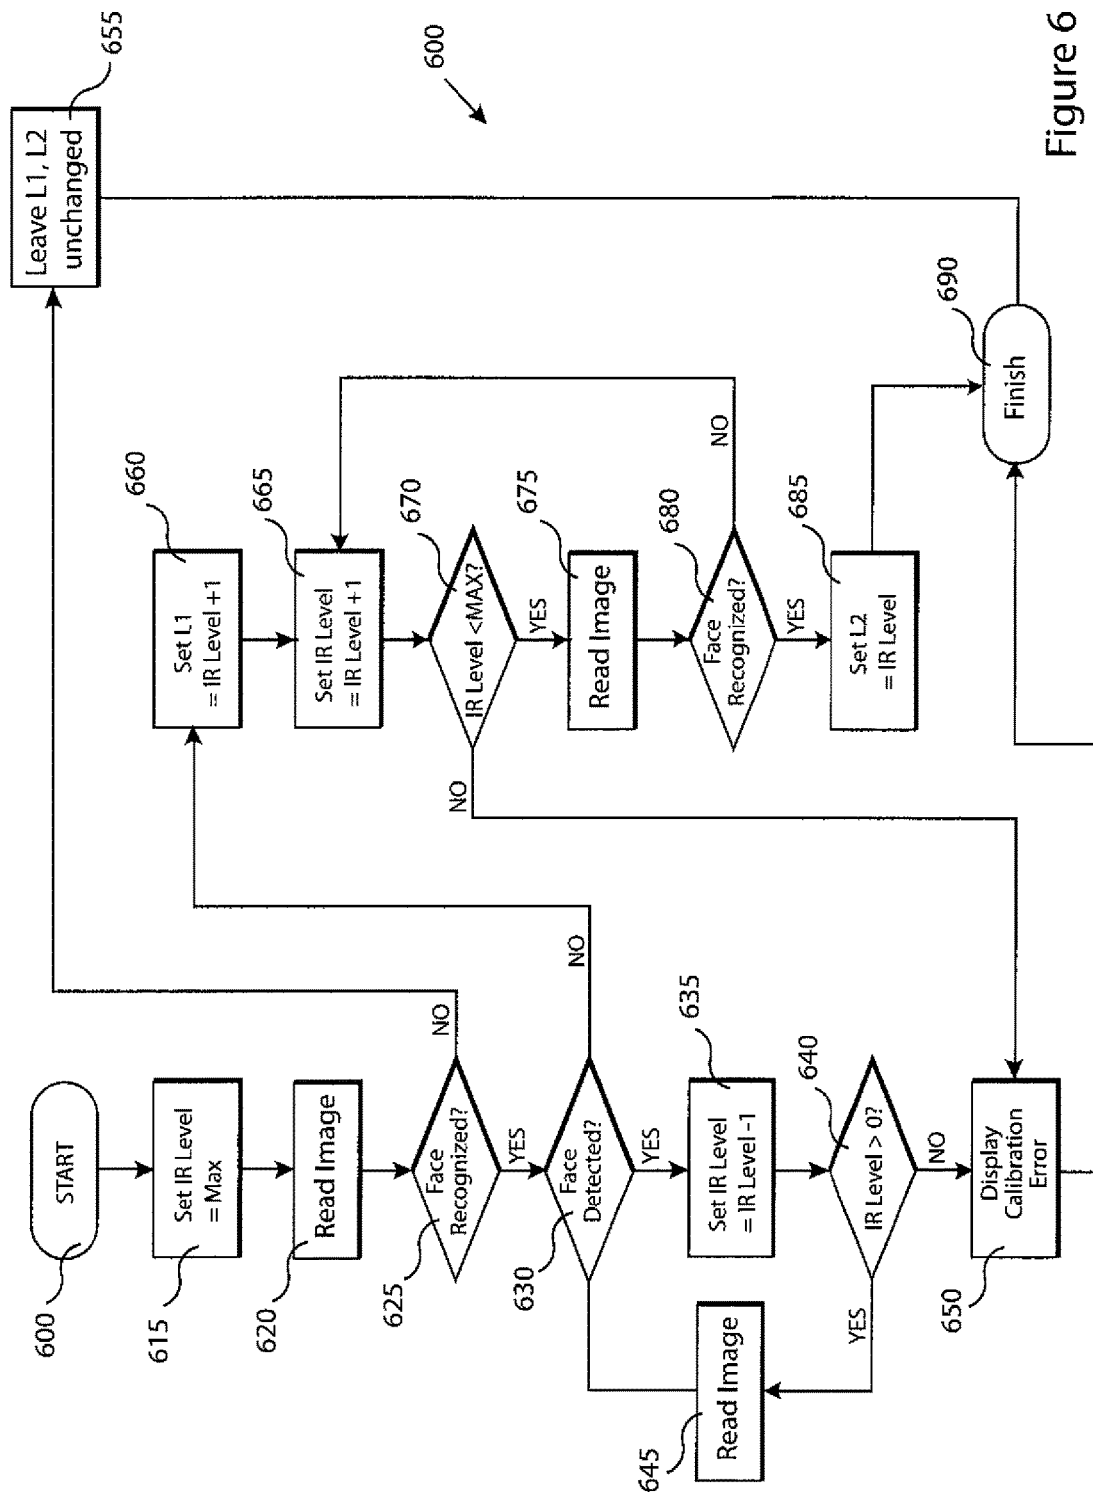 600
START
615
Set IR Level
= Max
620
Read Image
625
Face
Recognized?
NO
YES
630
Face
Detected?
NO
YES
635
Set IR Level
= IR Level -1
640
IR Level > 0?
YES
NO
645
Read Image
650
Display
Calibration
Error
655
Leave L1, L2
unchanged
660
Set L1
= IR Level +1
665
Set IR Level
= IR Level +1
670
IR Level <MAX?
NO
YES
675
Read Image
680
Face
Recognized?
NO
YES
685
Set L2
= IR Level
690
Finish
600
Figure 6